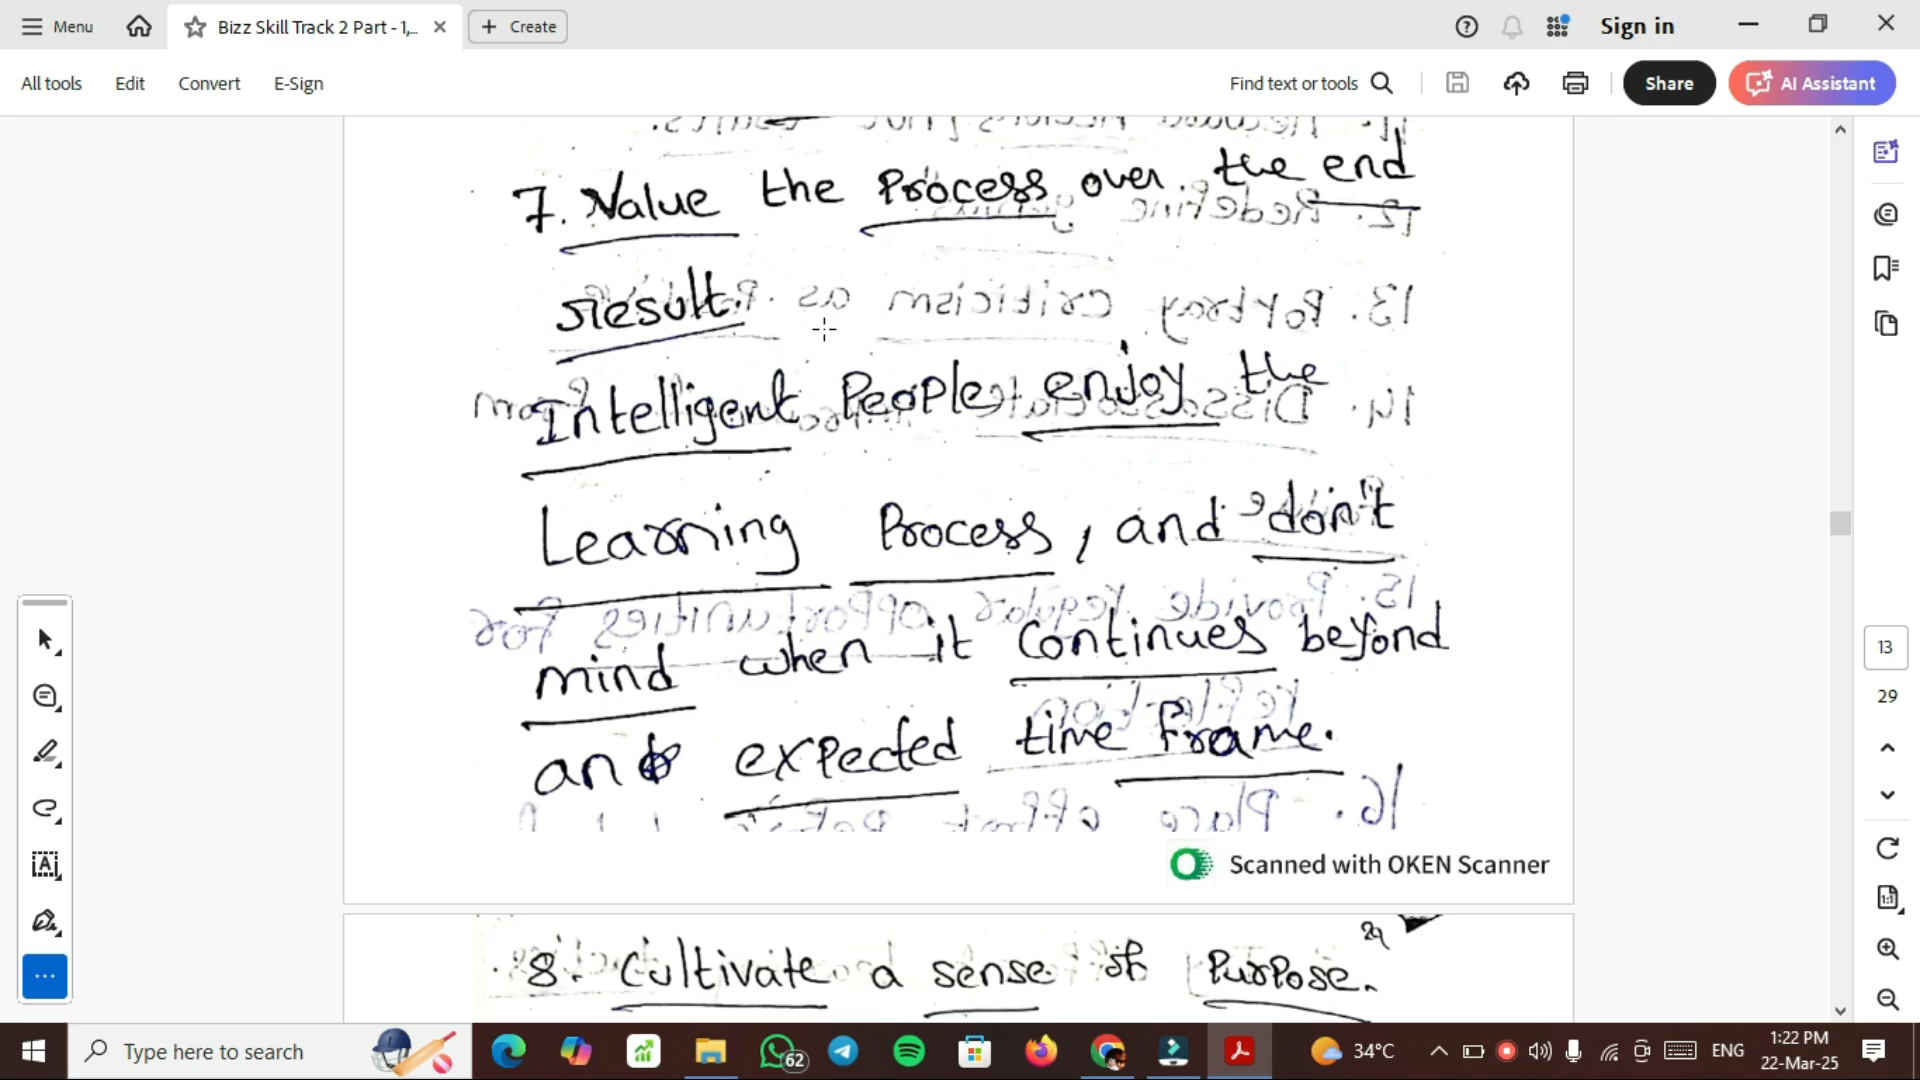 Menu
Bizz Skill Track 2 Part - 1,...
Create
Sign in
All tools
Edit
Convert
E-Sign
Find text or tools
Share
AI Assistant
7. Value the Process over the end
result.
Intelligent People enjoy the
Learning Process, and don't
mind when it continues beyond
an expected time frame.
Scanned with OKEN Scanner
29
8. Cultivate a sense of Purpose.
13
29
Type here to search
62
34°C
ENG
1:22 PM
22-Mar-25